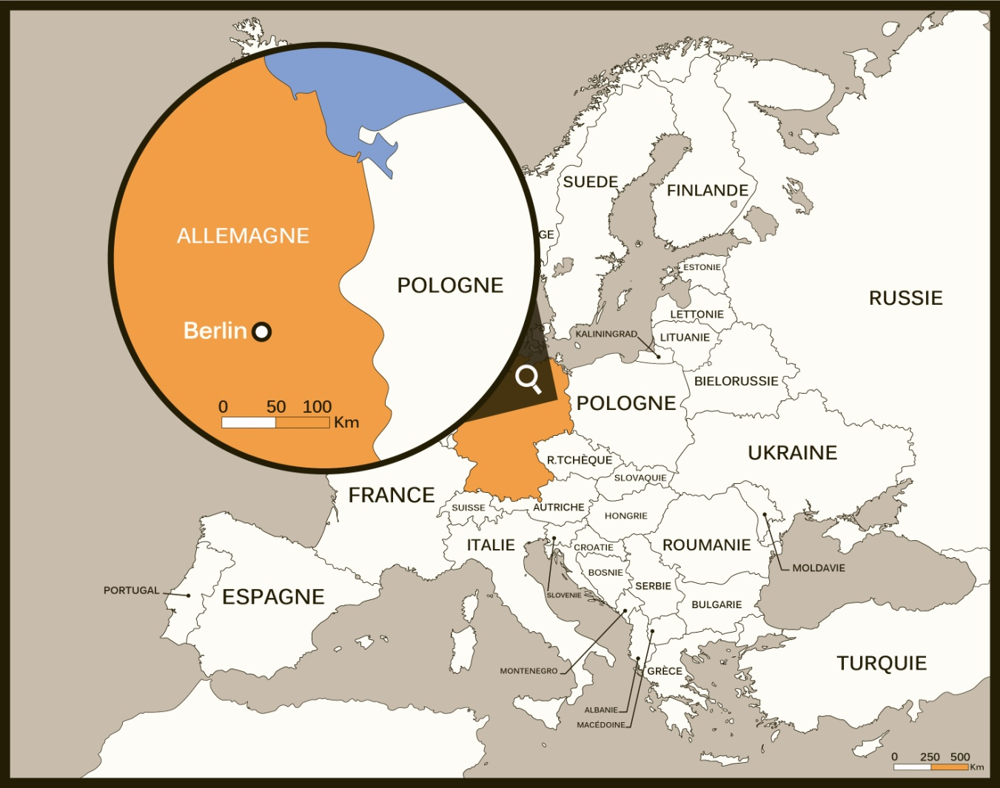 SUEDE
FINLANDE
ALLEMAGNE
GE
ESTONIE
POLOGNE
RUSSIE
LETTONIE
Berlin
KALININGRAD
LITUANIE
BIELORUSSIE
POLOGNE
0 50 100
Km
UKRAINE
R.TCHÈQUE
SLOVAQUIE
FRANCE
SUISSE
AUTRICHE
HONGRIE
ITALIE
CROATIE
ROUMANIE
MOLDAVIE
BOSNIE
PORTUGAL
ESPAGNE
SLOVENIE
SERBIE
BULGARIE
TURQUIE
MONTENEGRO
GRÈCE
ALBANIE
MACÉDOINE
0 250 500
Km